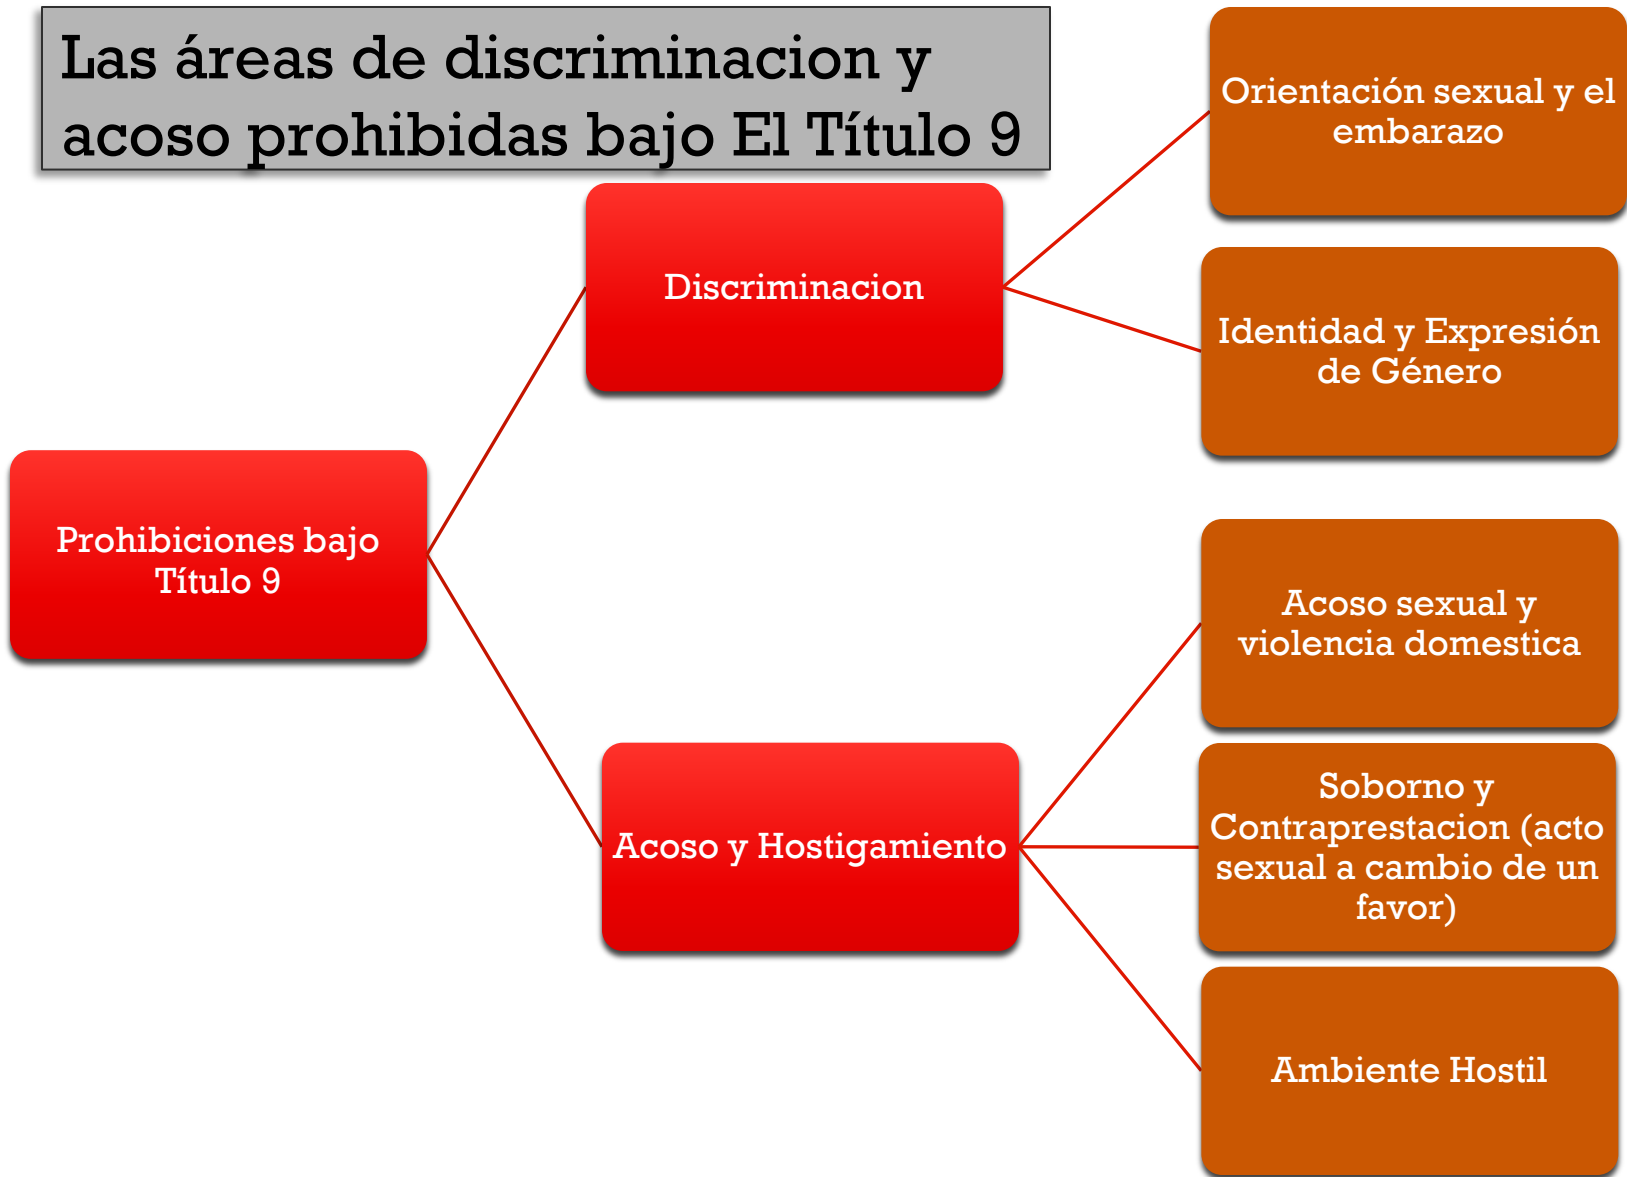 Las áreas de discriminacion y
acoso prohibidas bajo El Título 9
Orientación sexual y el
embarazo
Discriminacion
Identidad y Expresión
de Género
Prohibiciones bajo
Título 9
Acoso sexual y
violencia domestica
Acoso y Hostigamiento
Soborno y
Contraprestacion (acto
sexual a cambio de un
favor)
Ambiente Hostil